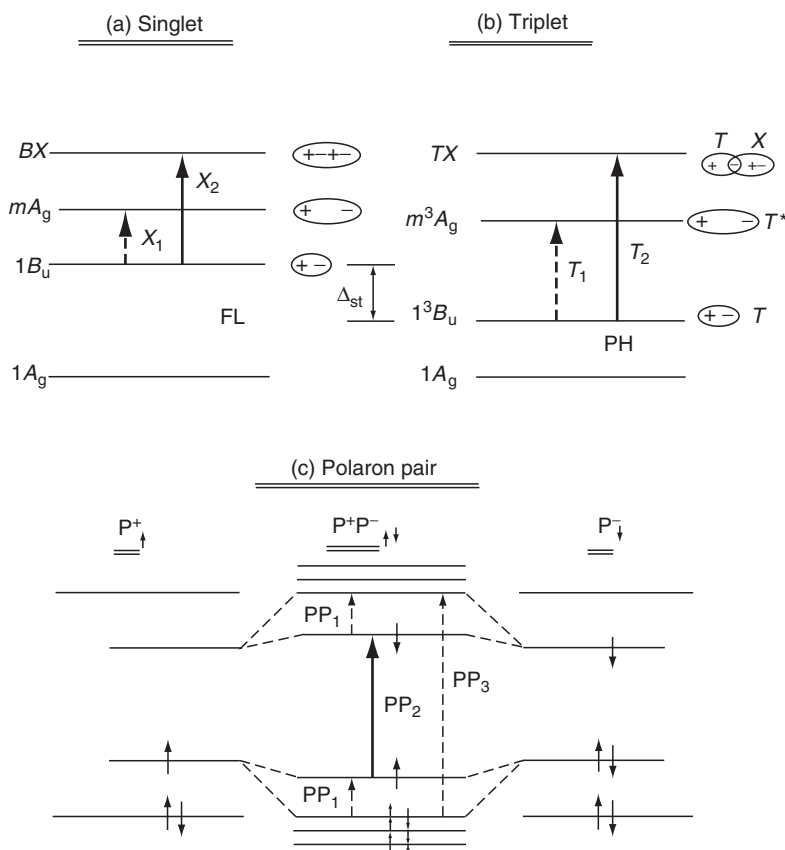 (a) Singlet
(b) Triplet
BX
X₂
+−+−
mAg
X₁
+ −
1Bu
+ −
Δst
FL
1Ag
TX
T X
+ − +−
m³Ag
T₁
T₂
+ − T*
1³Bu
+ − T
PH
1Ag
(c) Polaron pair
P⁺
P⁺P⁻
P⁻
PP₁
PP₂
PP₃
PP₁